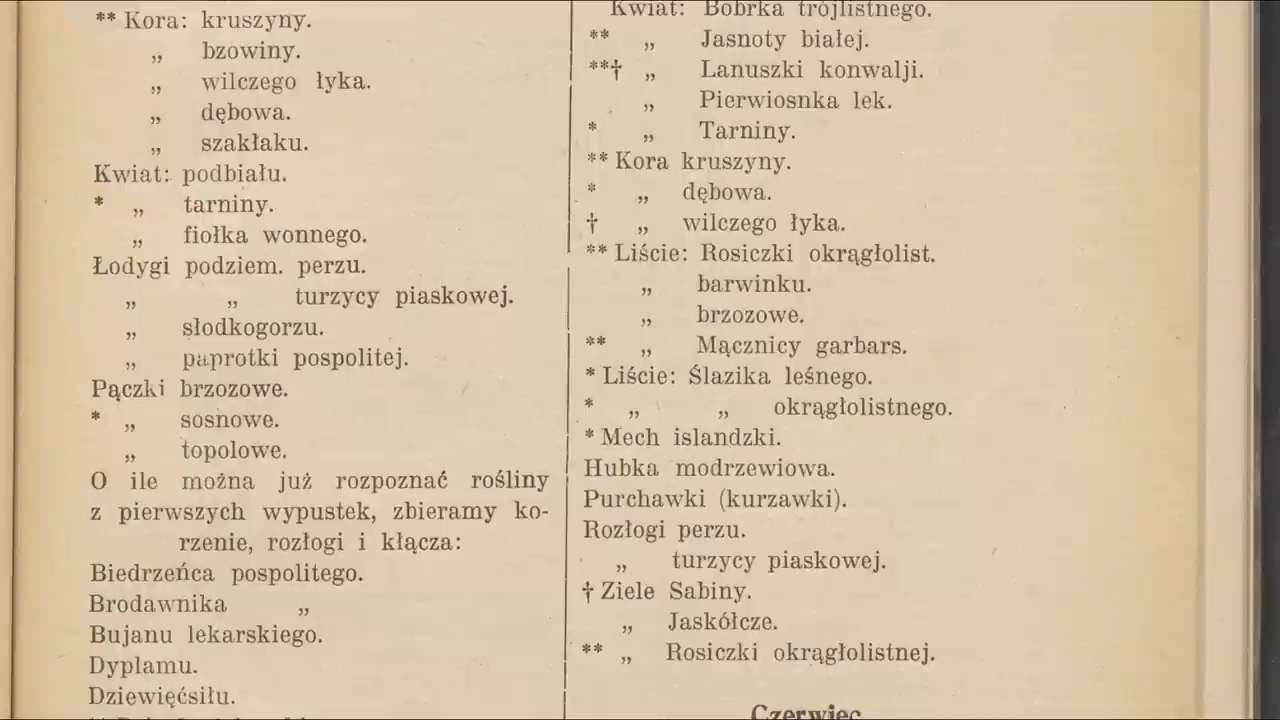 ** Kora: kruszyny.
„ bzowiny.
„ wilczego łyka.
„ dębowa.
„ szakłaku.
Kwiat: podbiału.
* „ tarniny.
„ fiołka wonnego.
Łodygi podziem. perzu.
„ „ turzycy piaskowej.
„ słodkogorzu.
„ paprotki pospolitej.
Pączki brzozowe.
* „ sosnowe.
„ topolowe.
O ile można już rozpoznać rośliny
z pierwszych wypustek, zbieramy ko-
rzenie, rozłogi i kłącza:
Biedrzeńca pospolitego.
Brodawnika „
Bujanu lekarskiego.
Dyplamu.
Dziewięćsiłu.
Kwiat: Bobrka trójlistnego.
** „ Jasnoty białej.
**† „ Lanuszki konwalji.
„ Pierwiosnka lek.
* „ Tarniny.
** Kora kruszyny.
* „ dębowa.
† „ wilczego łyka.
** Liście: Rosiczki okrągłolist.
„ barwinku.
„ brzozowe.
** „ Mącznicy garbars.
* Liście: Ślazika leśnego.
* „ „ okrągłolistnego.
* Mech islandzki.
Hubka modrzewiowa.
Purchawki (kurzawki).
Rozłogi perzu.
„ turzycy piaskowej.
† Ziele Sabiny.
„ Jaskółcze.
** „ Rosiczki okrągłolistnej.
Czerwiec